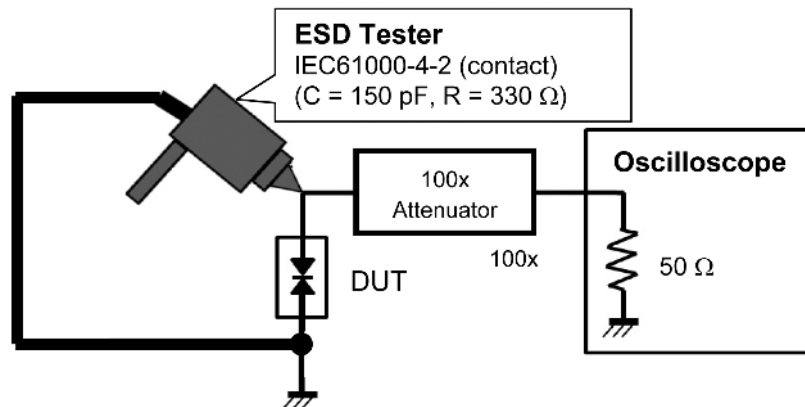 ESD Tester
IEC61000-4-2 (contact)
(C = 150 pF, R = 330 Ω)
100x
Attenuator
100x
Oscilloscope
50 Ω
DUT